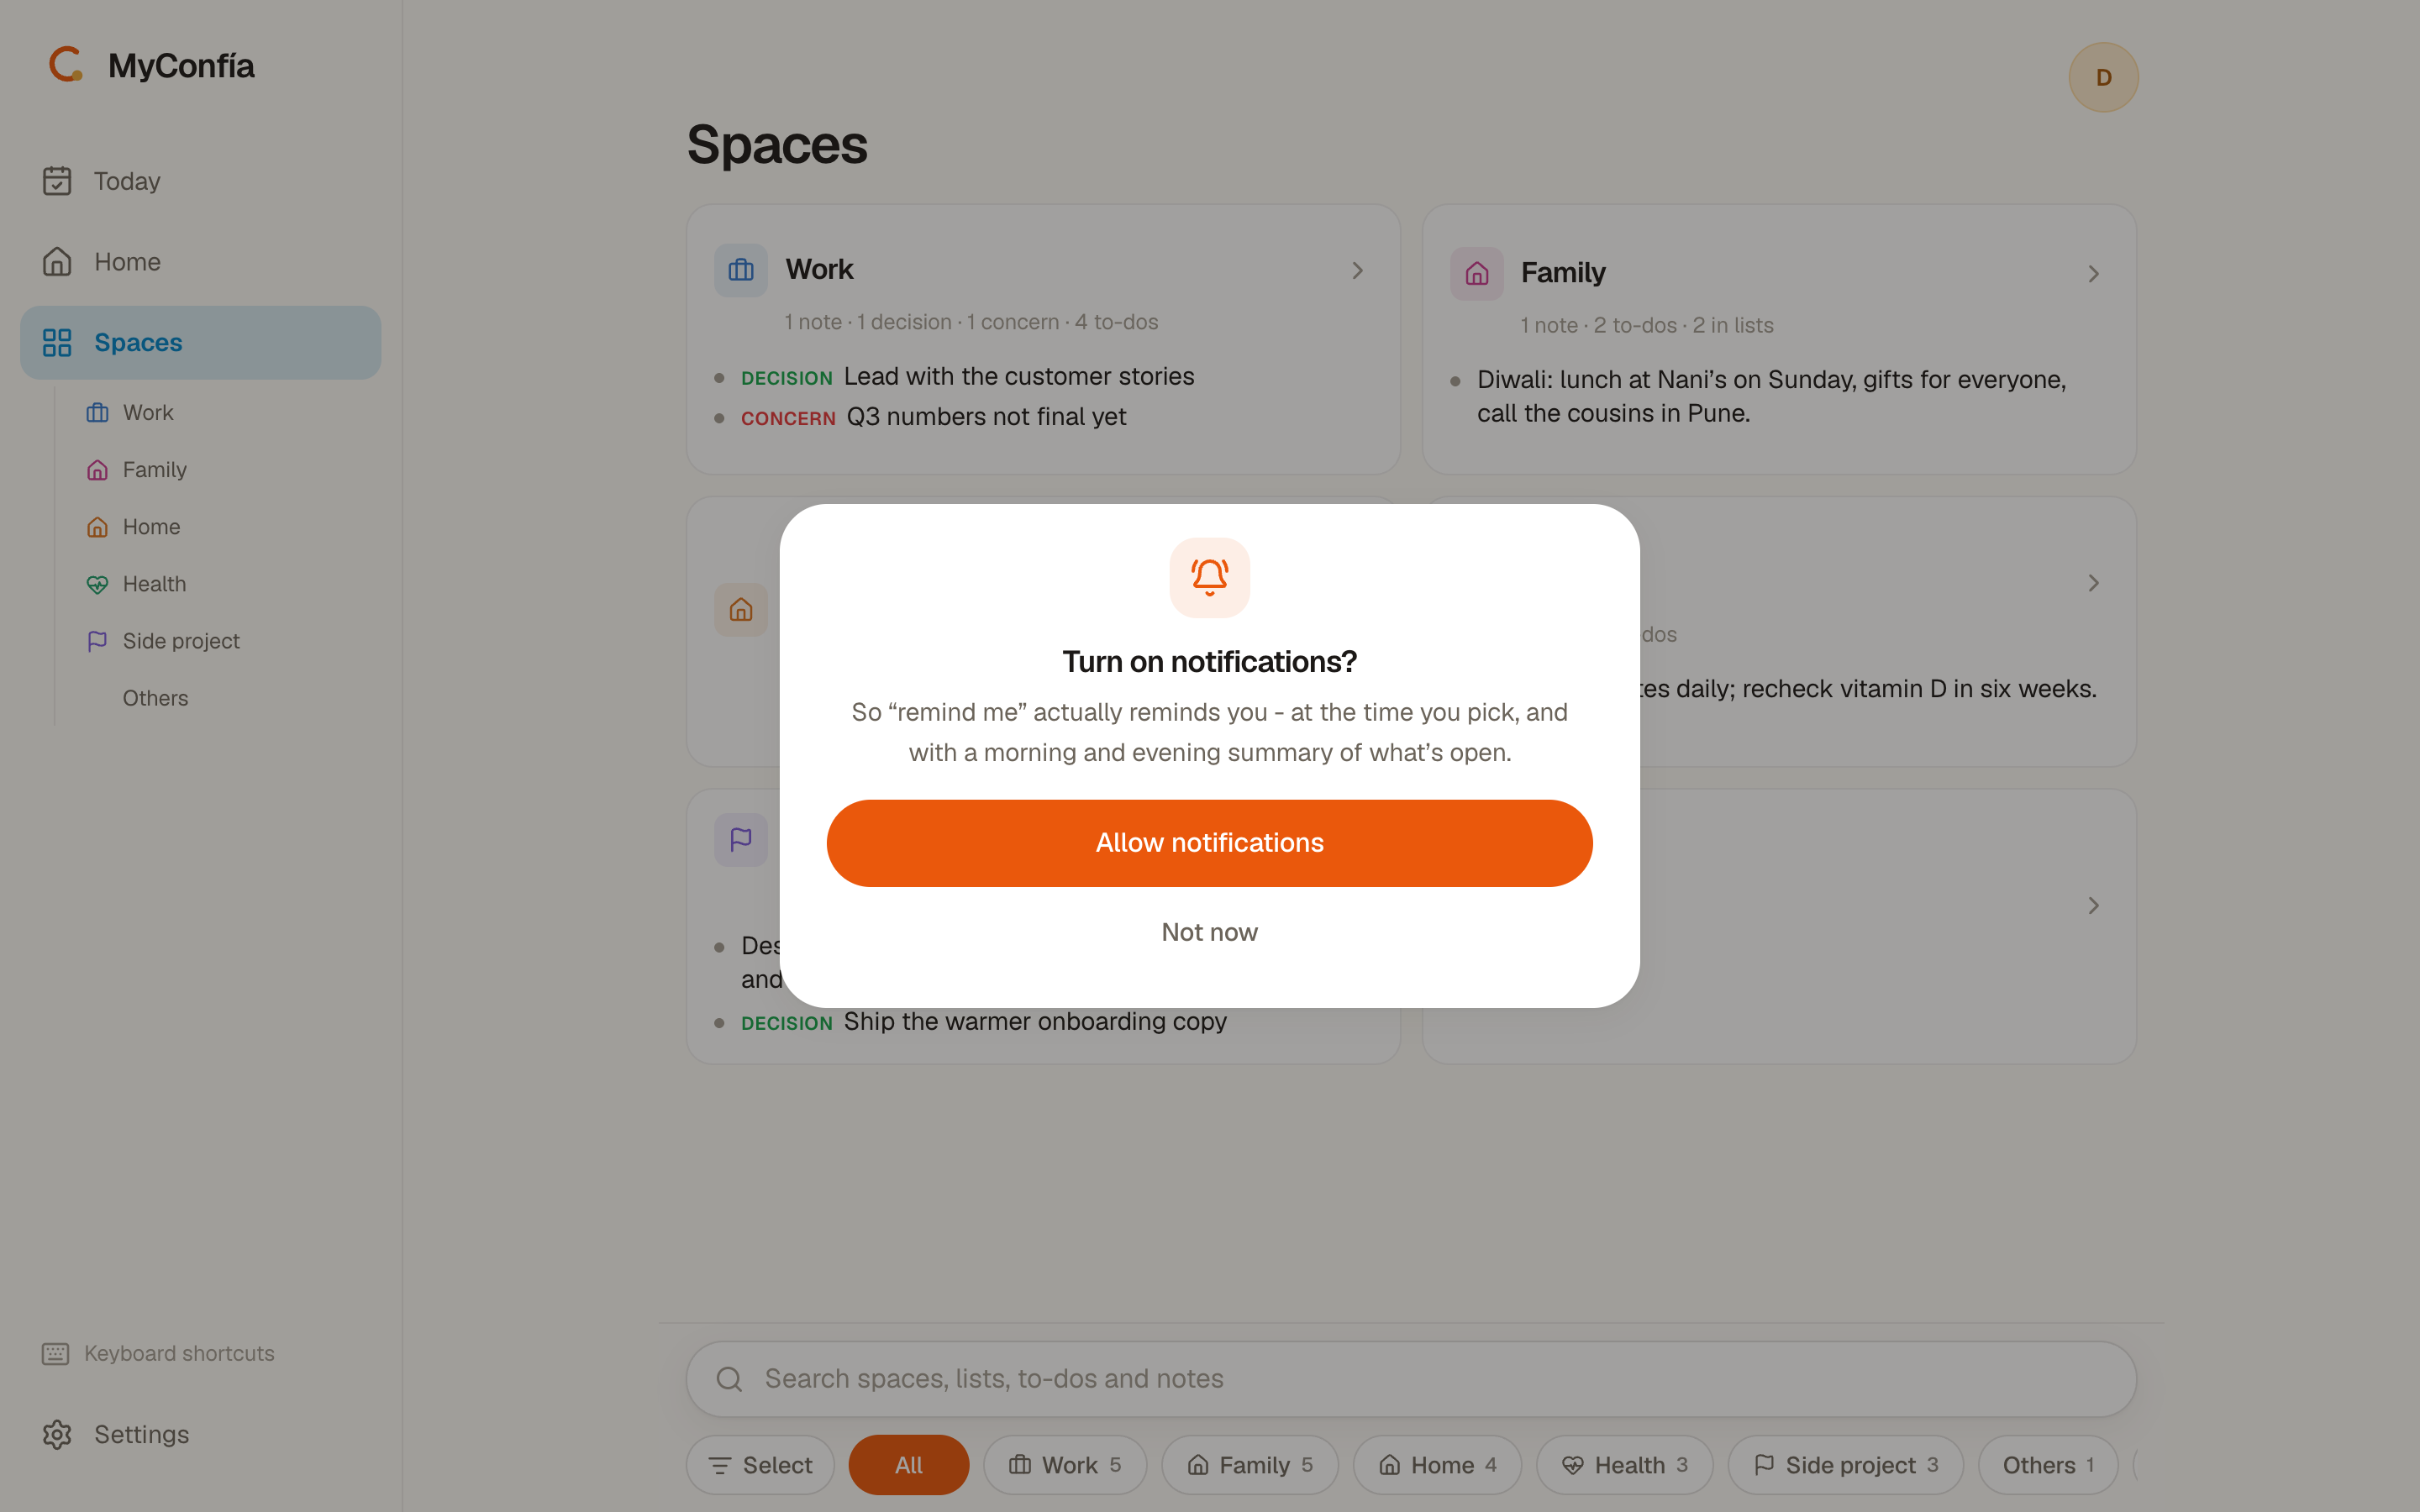 MyConfía
Today
Home
Spaces
Work
Family
Home
Health
Side project
Others
Keyboard shortcuts
Settings
D
Spaces
Work
1 note · 1 decision · 1 concern · 4 to-dos
DECISION Lead with the customer stories
CONCERN Q3 numbers not final yet
Family
1 note · 2 to-dos · 2 in lists
Diwali: lunch at Nani’s on Sunday, gifts for everyone,
call the cousins in Pune.
daily; recheck vitamin D in six weeks.
and
DECISION Ship the warmer onboarding copy
Turn on notifications?
So “remind me” actually reminds you - at the time you pick, and
with a morning and evening summary of what’s open.
Allow notifications
Not now
Search spaces, lists, to-dos and notes
Select
All
Work 5
Family 5
Home 4
Health 3
Side project 3
Others 1